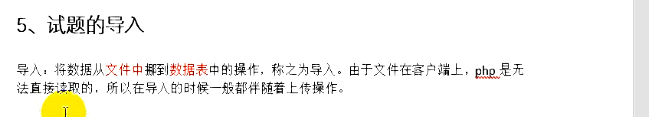 5、试题的导入
导入：将数据从文件中挪到数据表中的操作，称之为导入。由于文件在客户端上，php 是无
法直接读取的，所以在导入的时候一般都伴随着上传操作。